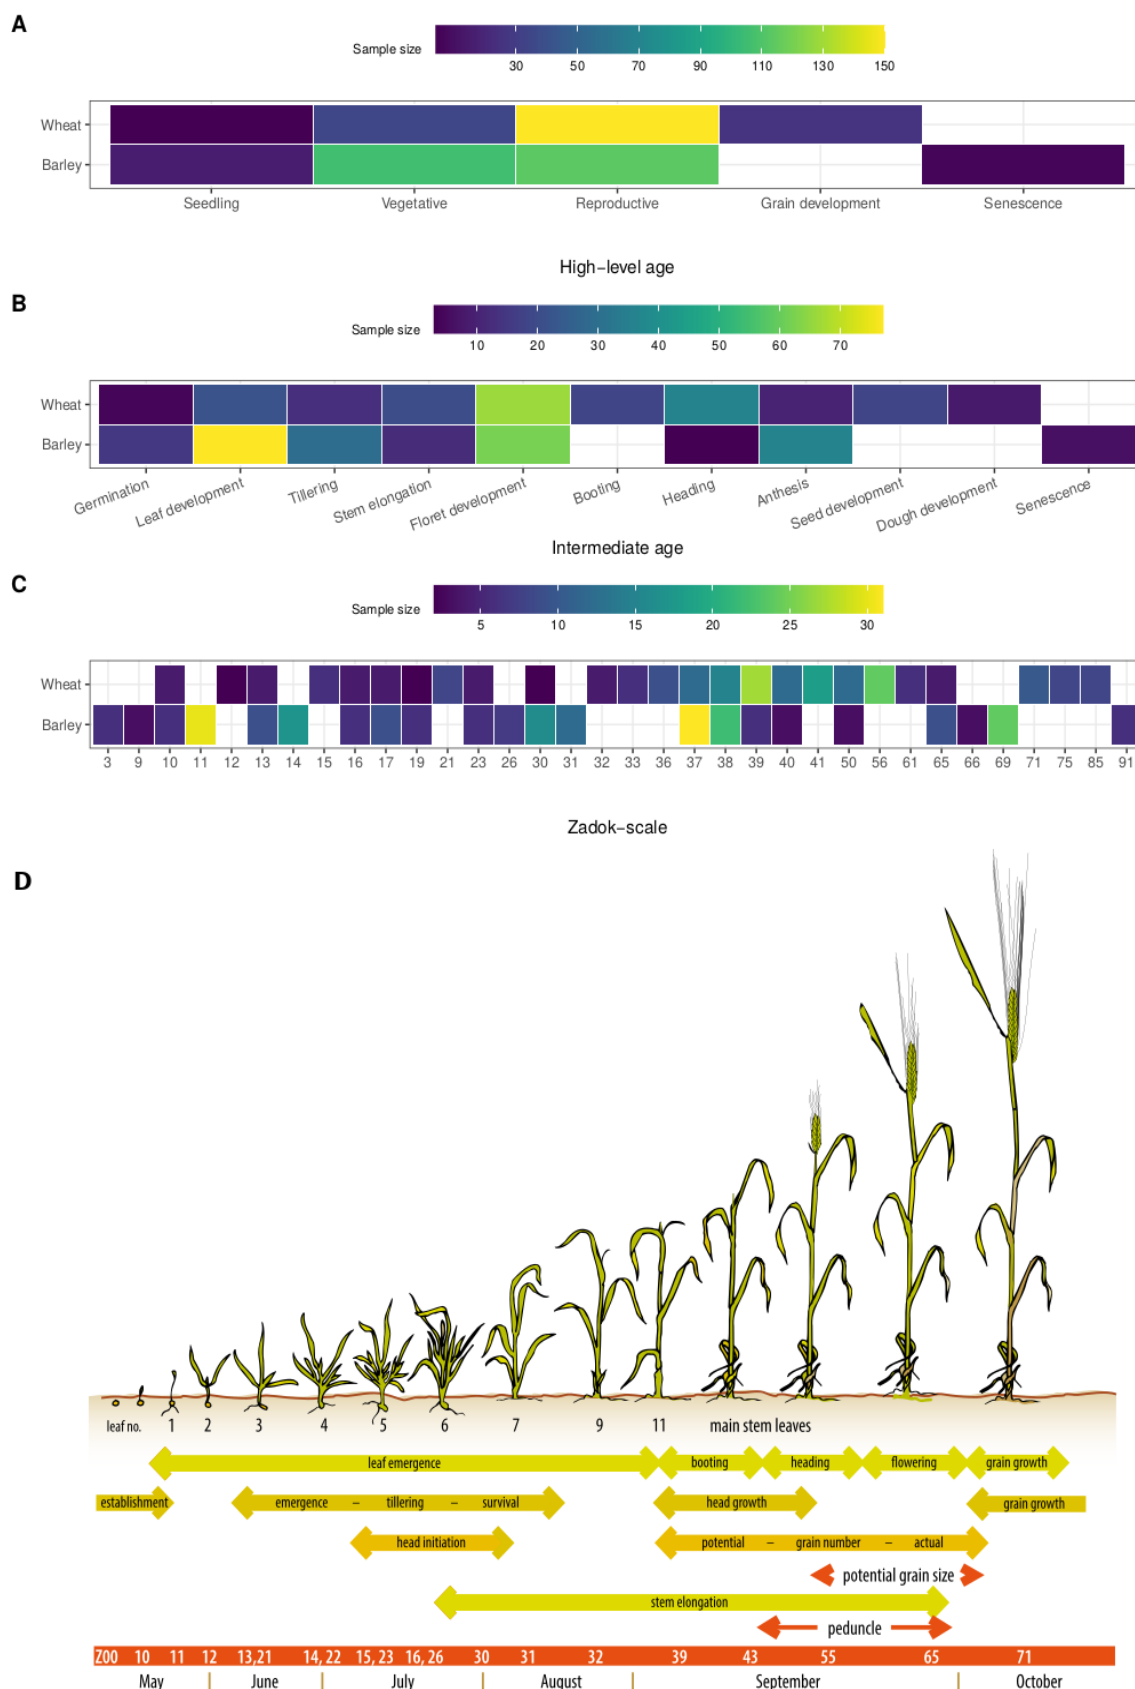 A
Sample size
30 50 70 90 110 130 150
Wheat
Barley
Seedling Vegetative Reproductive Grain development Senescence
High−level age
B
Sample size
10 20 30 40 50 60 70
Wheat
Barley
Germination Leaf development Tillering Stem elongation Floret development Booting Heading Anthesis Seed development Dough development Senescence
Intermediate age
C
Sample size
5 10 15 20 25 30
Wheat
Barley
3 9 10 11 12 13 14 15 16 17 19 21 23 26 30 31 32 33 36 37 38 39 40 41 50 56 61 65 66 69 71 75 85 91
Zadok−scale
D
leaf no. 1 2 3 4 5 6 7 9 11 main stem leaves
leaf emergence booting heading flowering grain growth
establishment emergence – tillering – survival head growth grain growth
head initiation potential – grain number – actual
potential grain size
stem elongation
peduncle
Z00 10 11 12 13,21 14, 22 15, 23 16, 26 30 31 32 39 43 55 65 71
May June July August September October